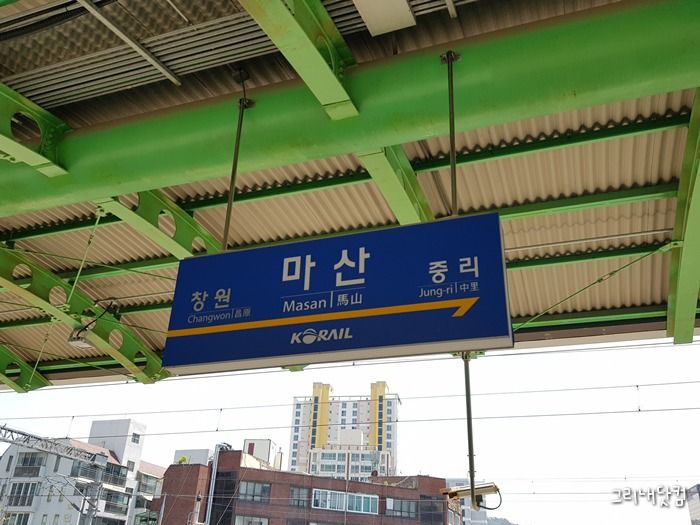 마산
Masan 馬山
창원
Changwon 昌原
중리
Jung-ri 中里
KORAIL
그리내닷컴